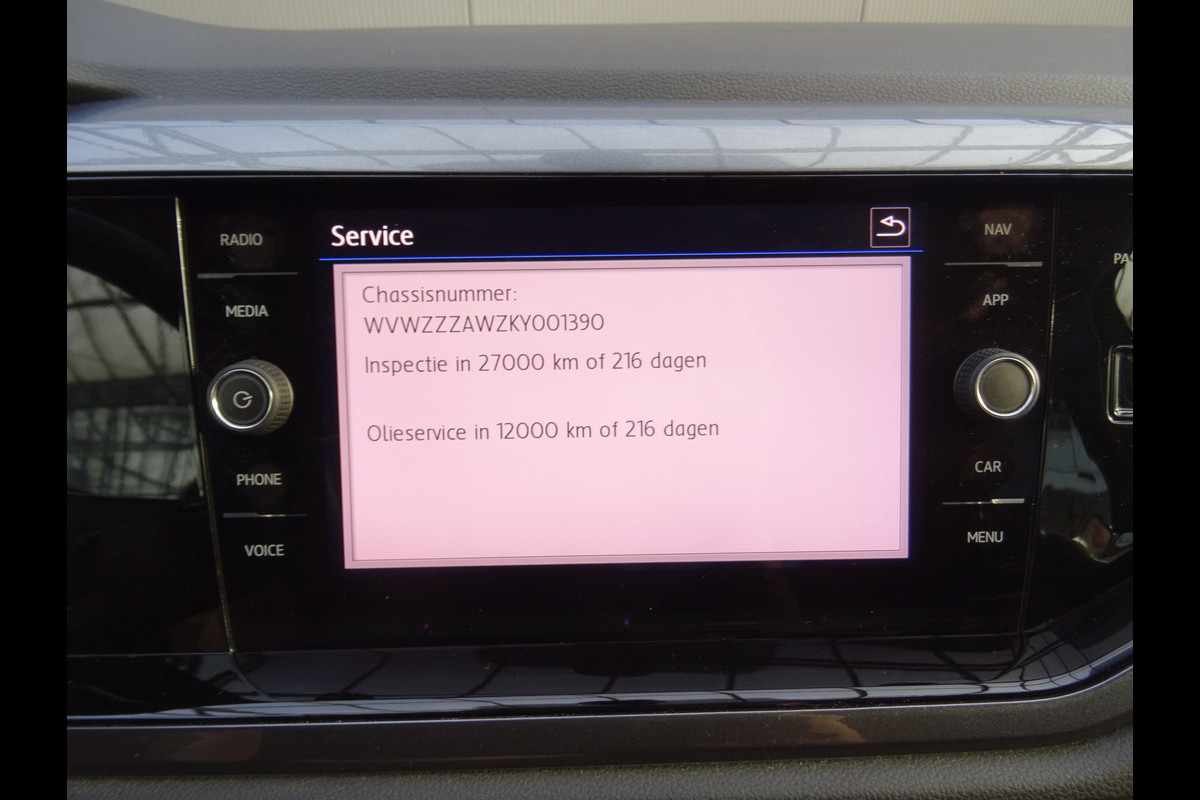 Service
Chassisnummer:
WVWZZZAWZKY001390
Inspectie in 27000 km of 216 dagen
Olieservice in 12000 km of 216 dagen
RADIO
MEDIA
PHONE
VOICE
NAV
APP
CAR
MENU